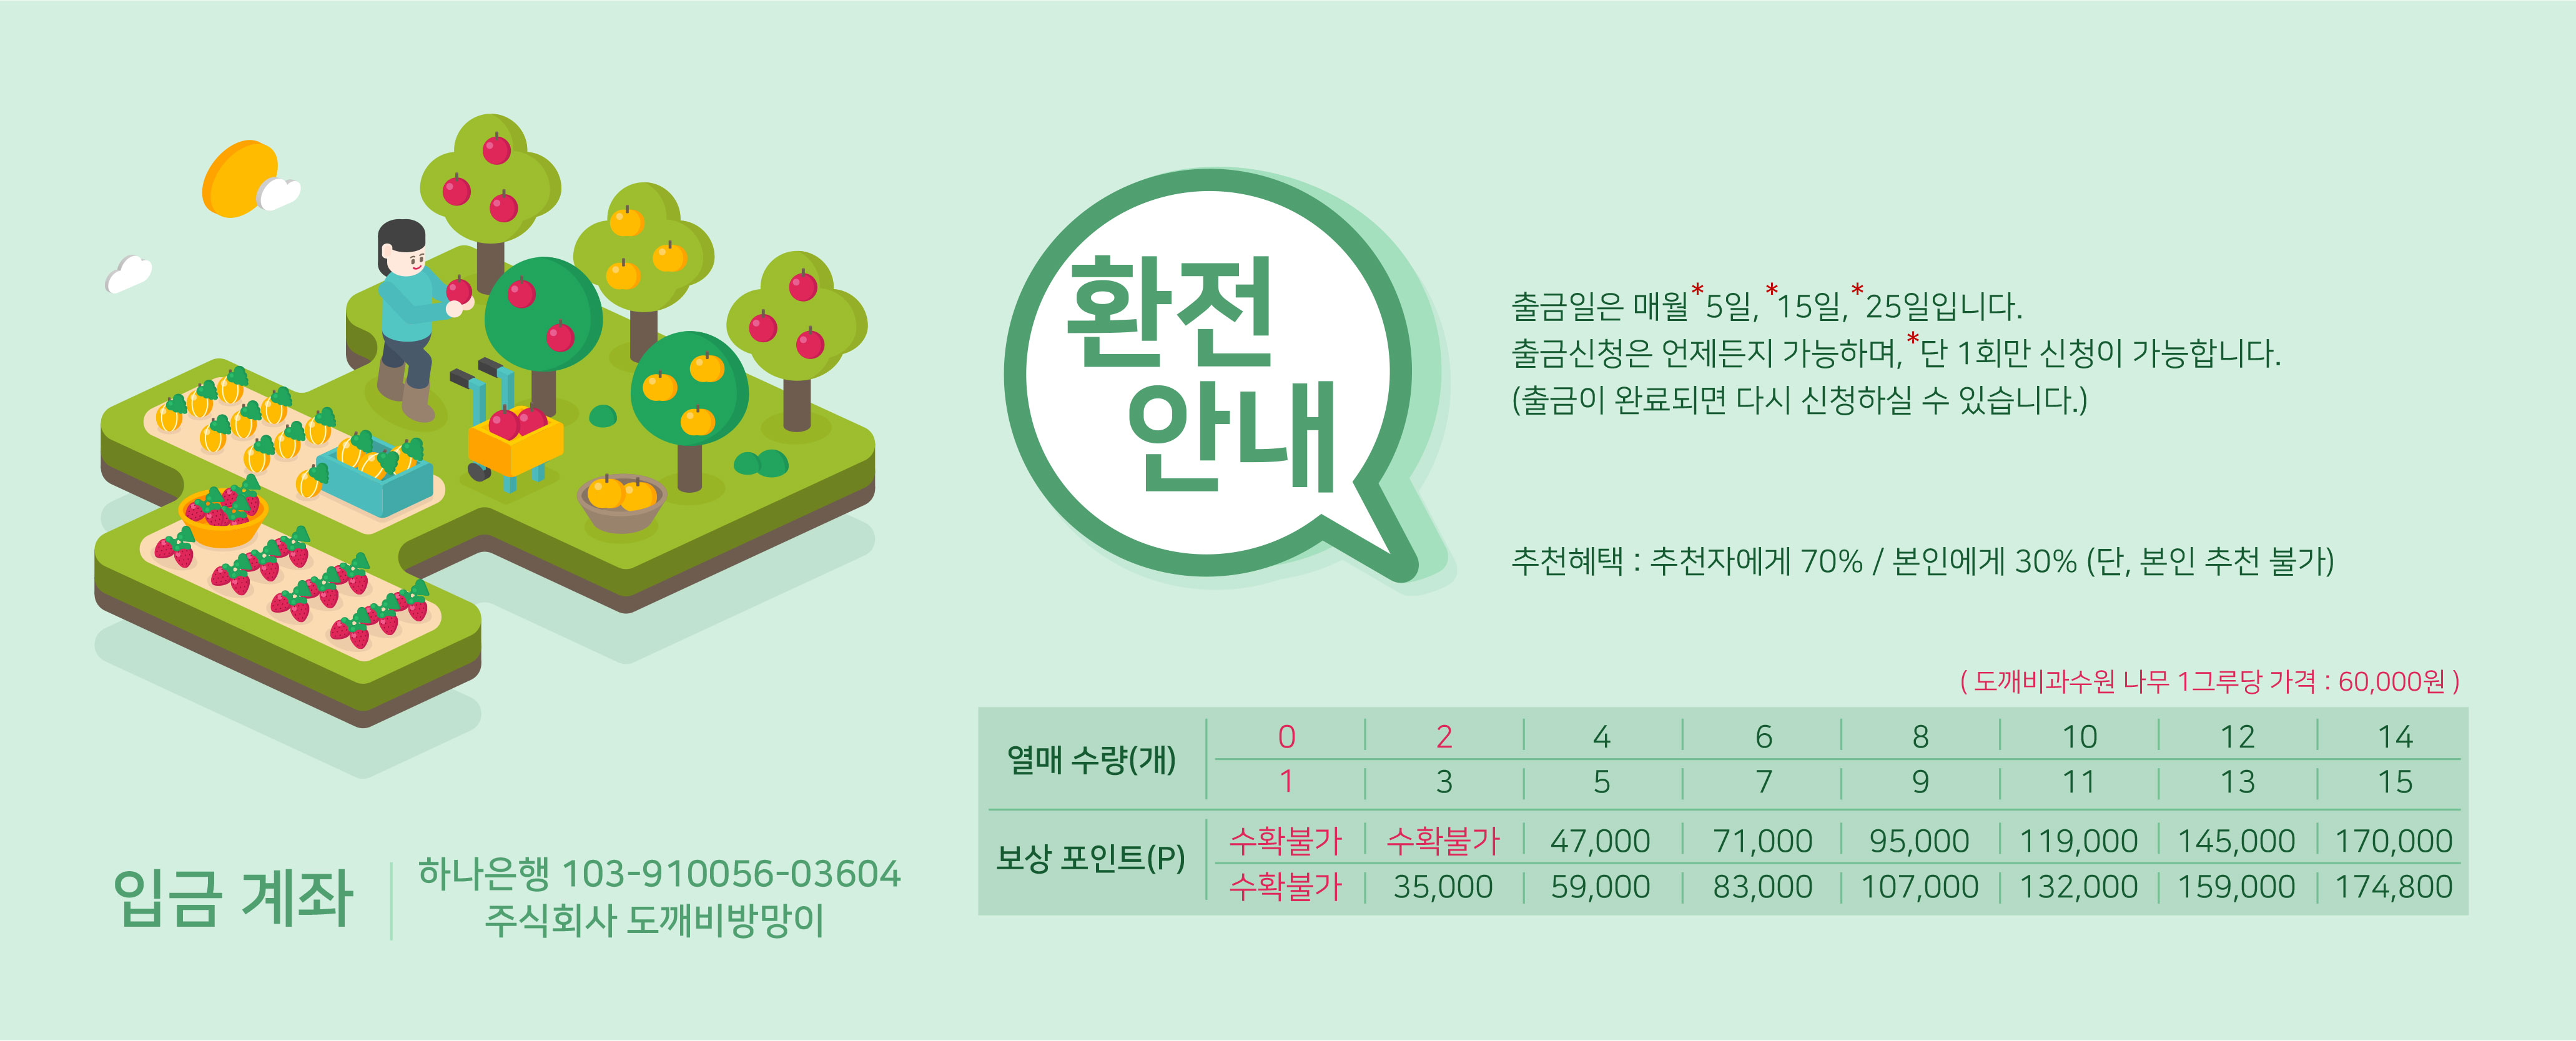 환전
안내
출금일은 매월*5일, *15일, *25일입니다.
출금신청은 언제든지 가능하며, *단 1회만 신청이 가능합니다.
(출금이 완료되면 다시 신청하실 수 있습니다.)
추천혜택 : 추천자에게 70% / 본인에게 30% (단, 본인 추천 불가)
( 도깨비과수원 나무 1그루당 가격 : 60,000원 )
열매 수량(개)
0 2 4 6 8 10 12 14
1 3 5 7 9 11 13 15
보상 포인트(P)
수확불가 수확불가 47,000 71,000 95,000 119,000 145,000 170,000
수확불가 35,000 59,000 83,000 107,000 132,000 159,000 174,800
입금 계좌
하나은행 103-910056-03604
주식회사 도깨비방망이